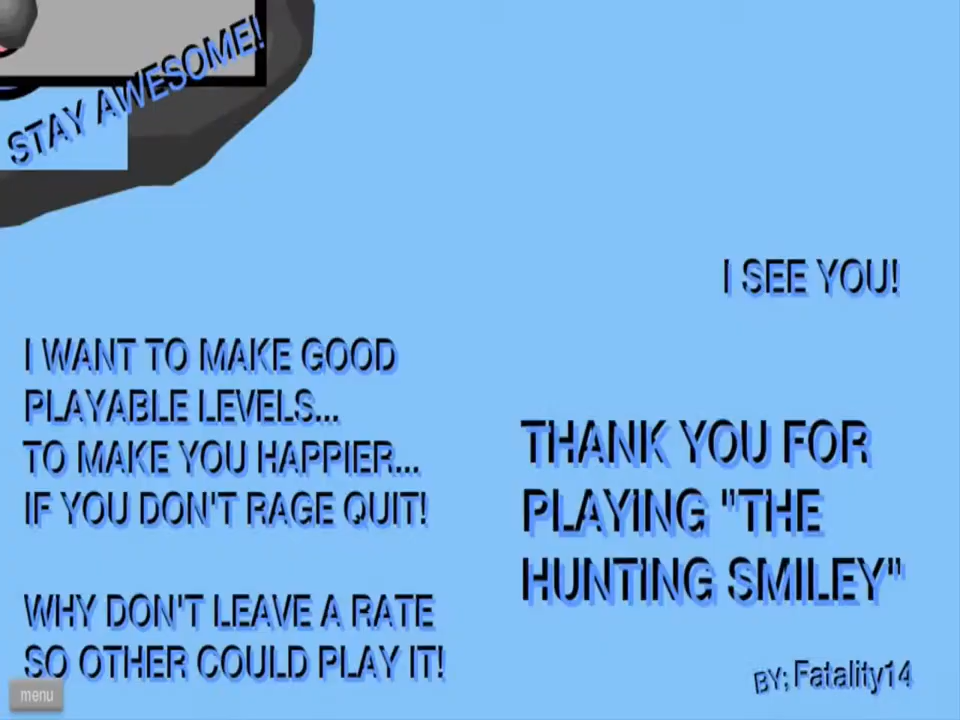 STAY AWESOME!
I SEE YOU!
I WANT TO MAKE GOOD
PLAYABLE LEVELS...
TO MAKE YOU HAPPIER...
IF YOU DON'T RAGE QUIT!
WHY DON'T LEAVE A RATE
SO OTHER COULD PLAY IT!
THANK YOU FOR
PLAYING "THE
HUNTING SMILEY"
BY; Fatality14
menu